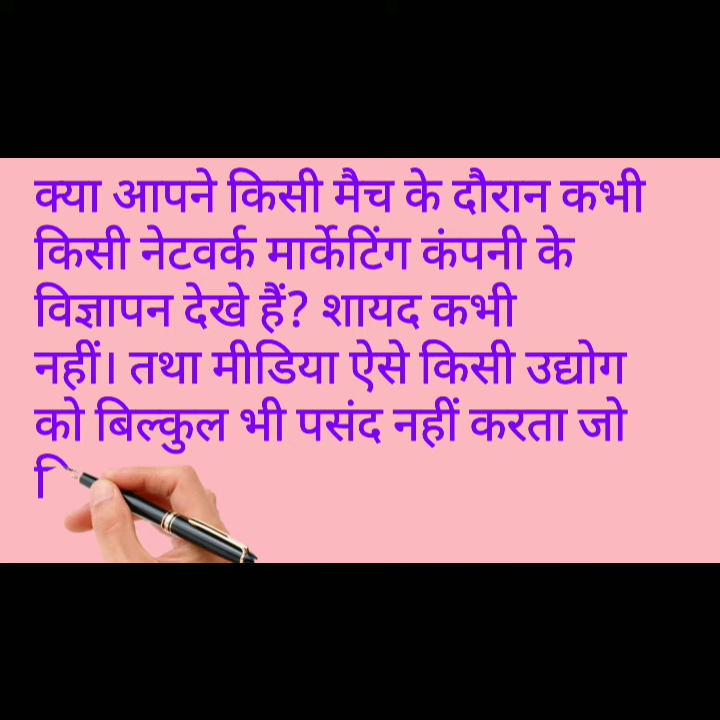 क्या आपने किसी मैच के दौरान कभी
किसी नेटवर्क मार्केटिंग कंपनी के
विज्ञापन देखे हैं? शायद कभी
नहीं। तथा मीडिया ऐसे किसी उद्योग
को बिल्कुल भी पसंद नहीं करता जो